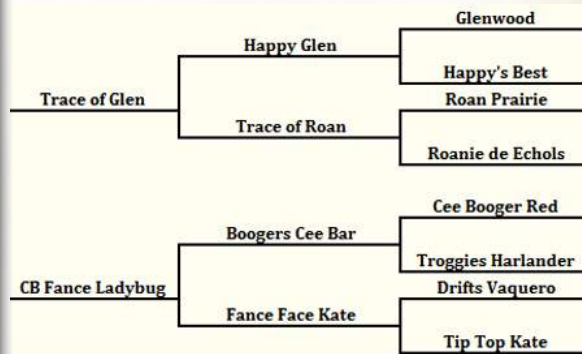 Glenwood
Happy Glen
Happy's Best
Trace of Glen
Roan Prairie
Trace of Roan
Roanie de Echols
Cee Booger Red
Boogers Cee Bar
Troggies Harlander
CB Fance Ladybug
Drifts Vaquero
Fance Face Kate
Tip Top Kate